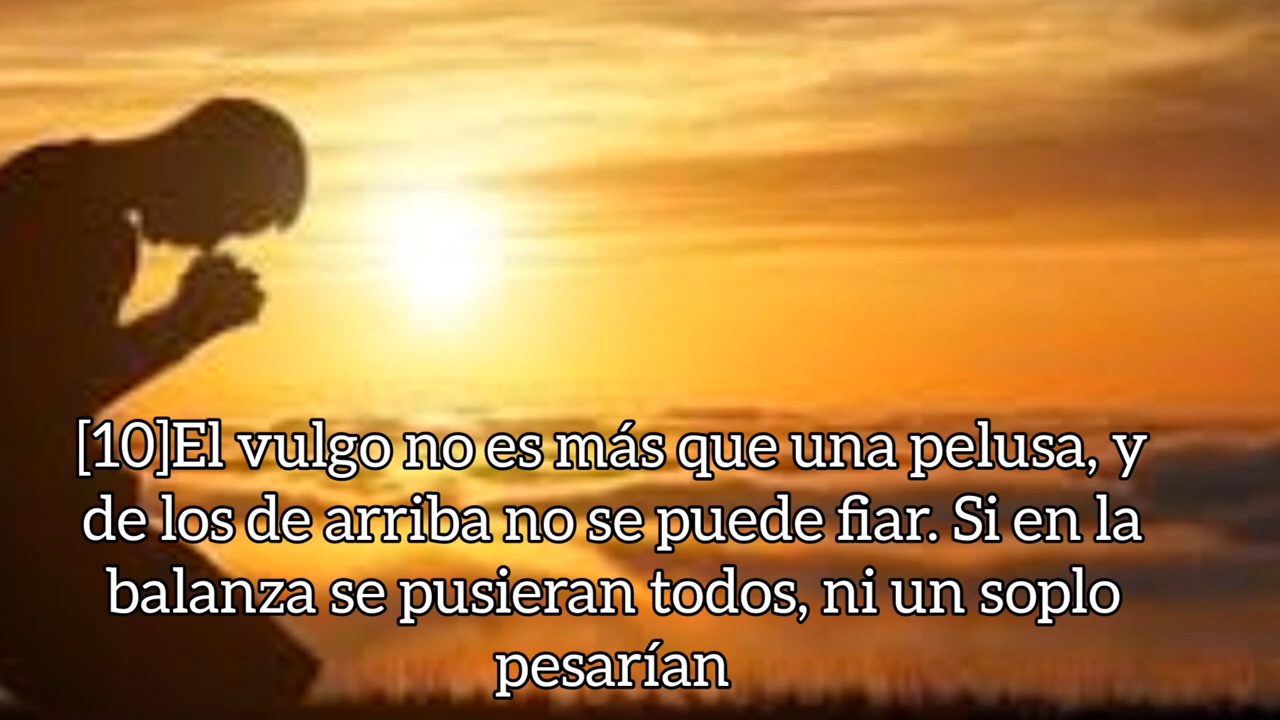 [10]El vulgo no es más que una pelusa, y
de los de arriba no se puede fiar. Si en la
balanza se pusieran todos, ni un soplo
pesarían